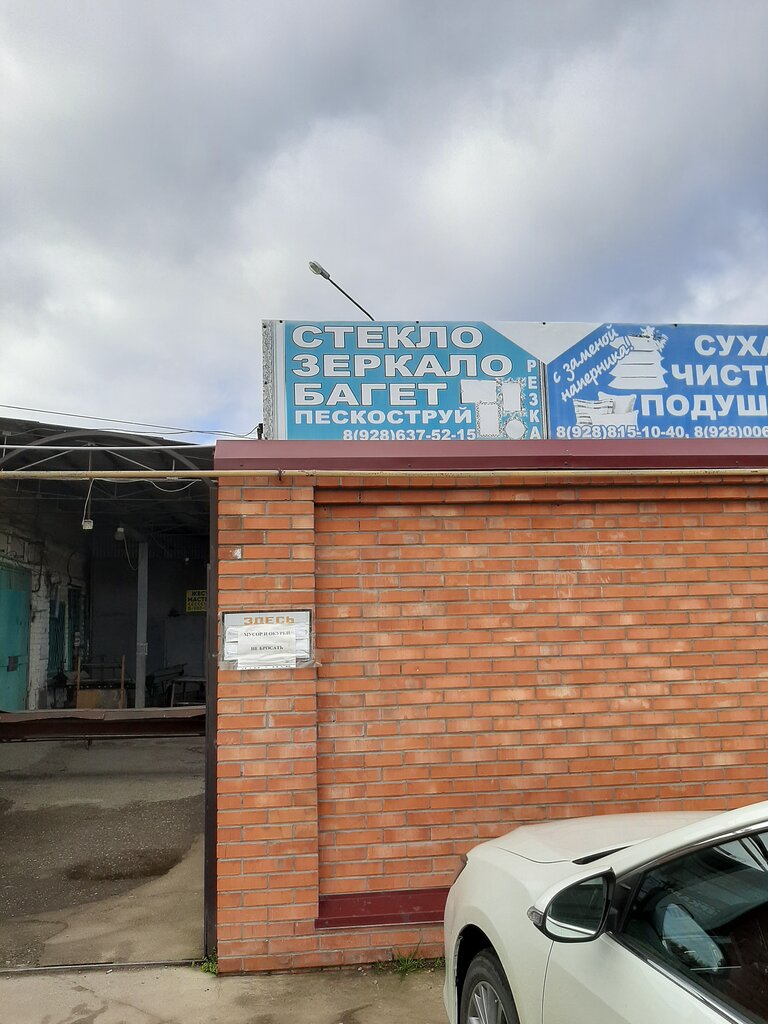 СТЕКЛО
ЗЕРКАЛО
БАГЕТ
ПЕСКОСТРУЙ
8(928)637-52-15
РЕЗКА
с заменой
наперника!
СУХА
ЧИСТ
ПОДУШ
8(928)815-10-40, 8(928)006
ЗДЕСЬ
МУСОР И ОКУРКИ
НЕ БРОСАТЬ